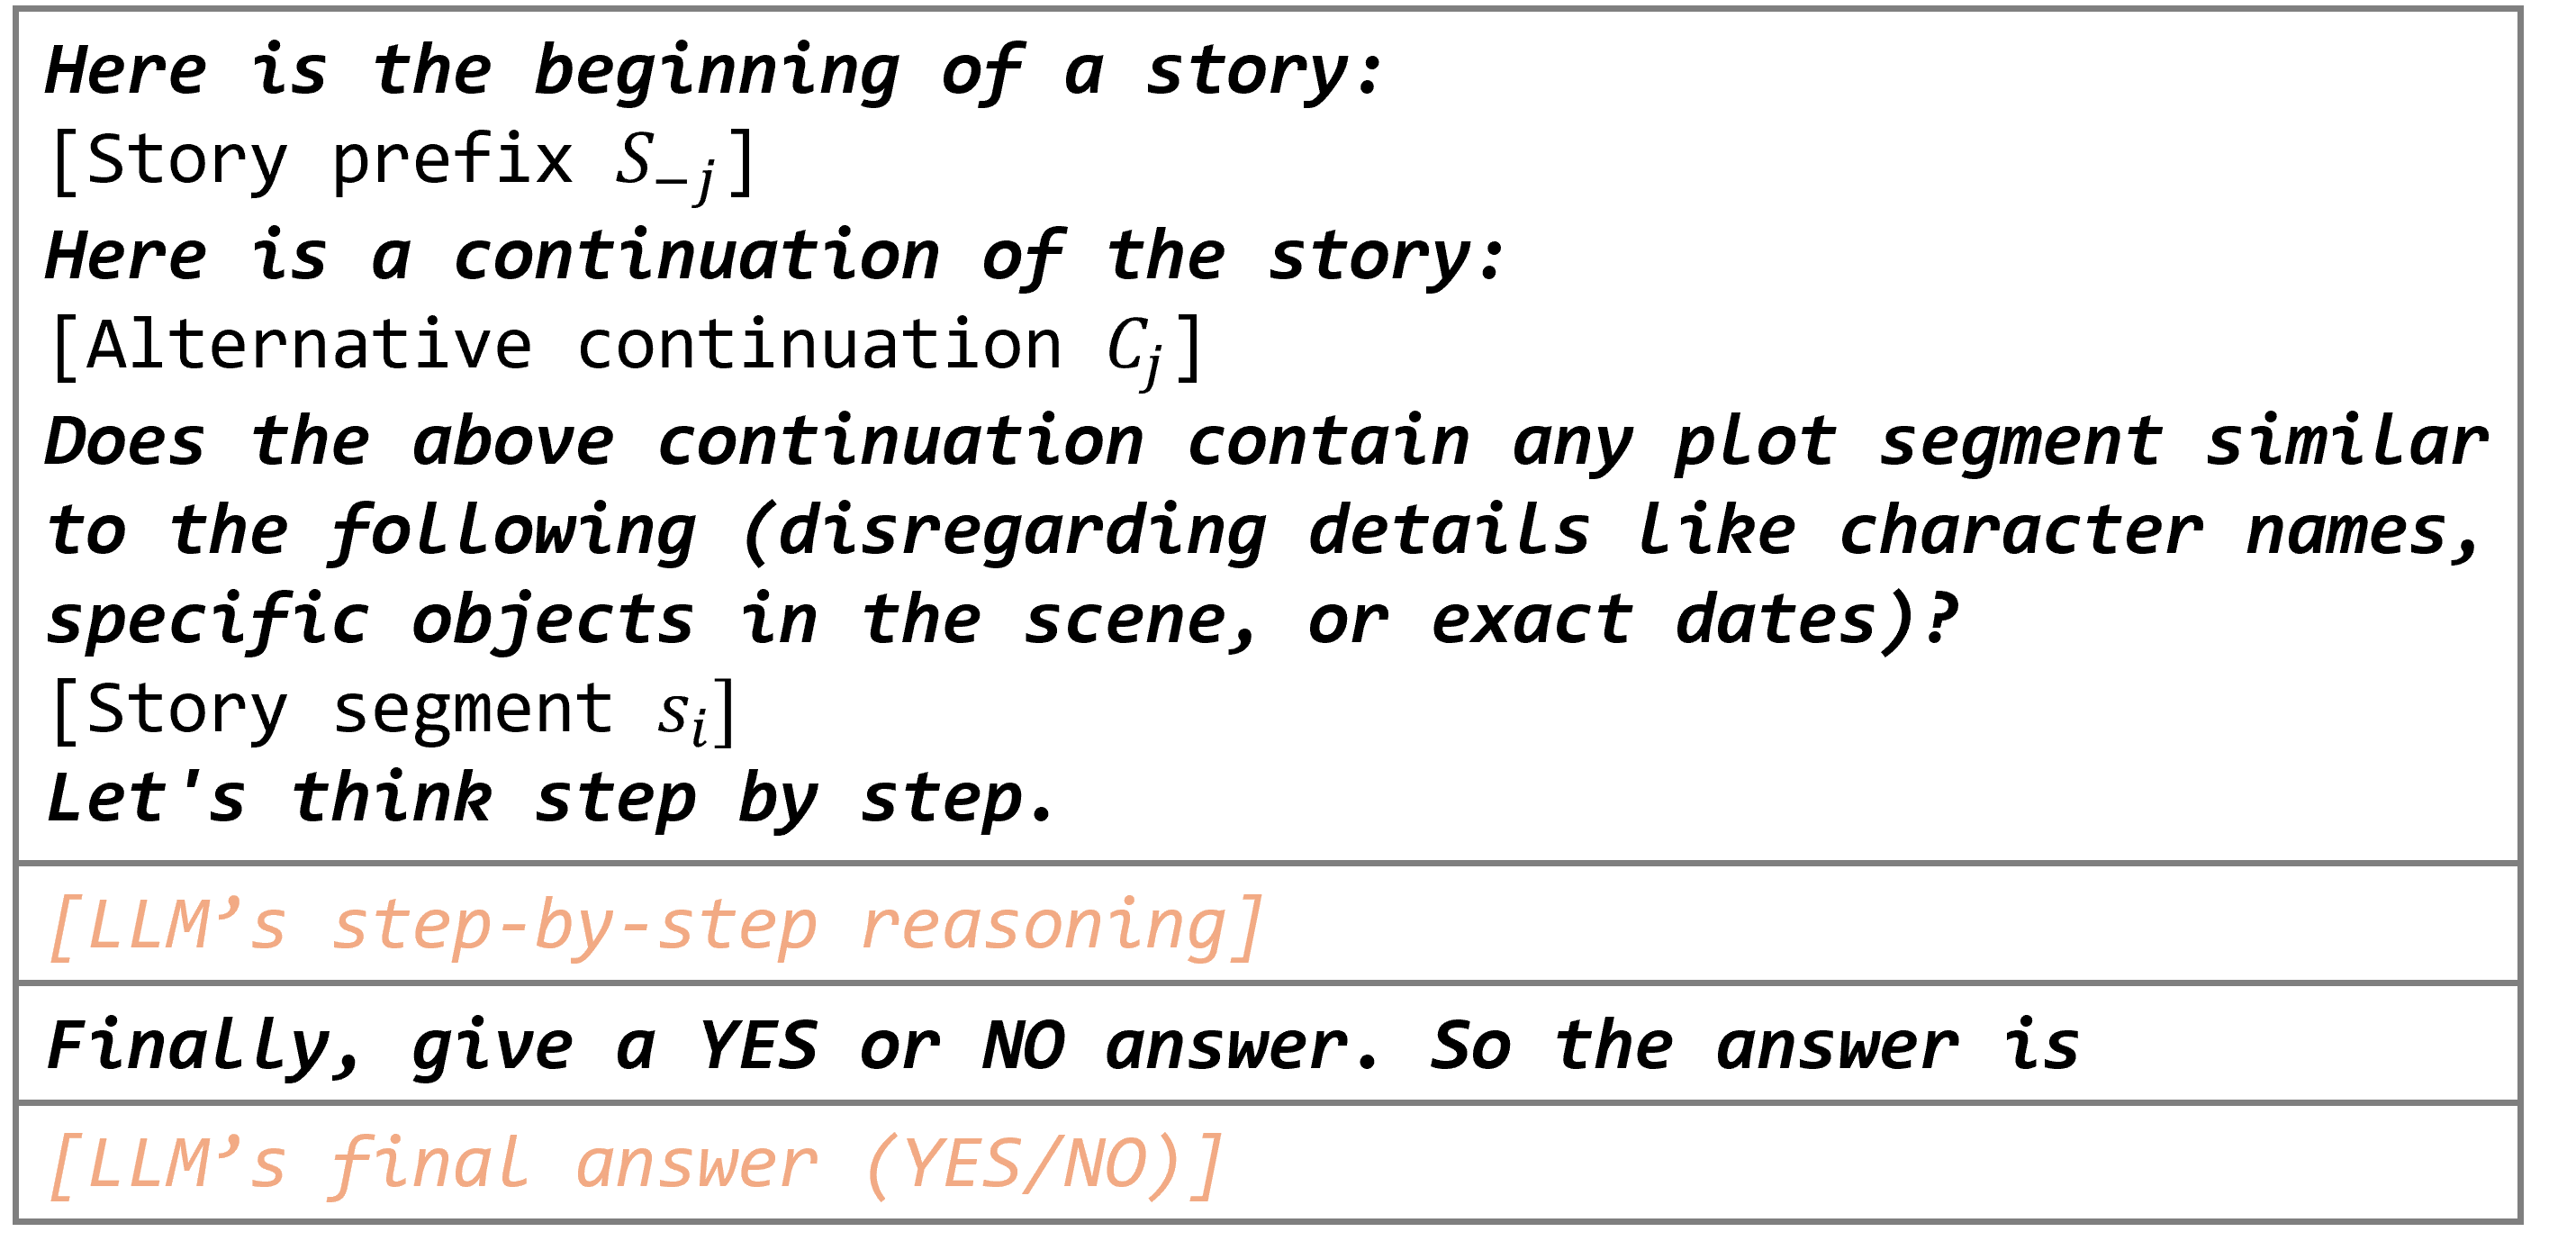 Here is the beginning of a story:
[Story prefix S₋ⱼ]
Here is a continuation of the story:
[Alternative continuation Cⱼ]
Does the above continuation contain any plot segment similar
to the following (disregarding details like character names,
specific objects in the scene, or exact dates)?
[Story segment sᵢ]
Let's think step by step.
[LLM’s step-by-step reasoning]
Finally, give a YES or NO answer. So the answer is
[LLM’s final answer (YES/NO)]